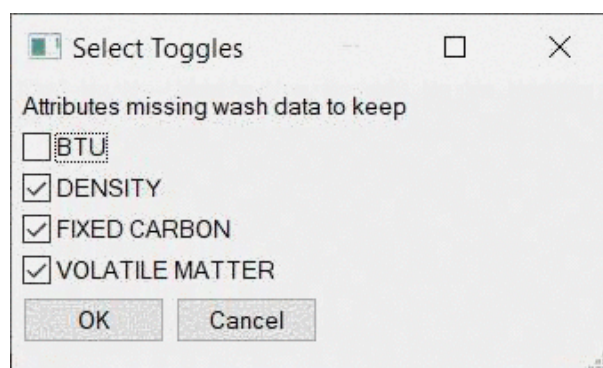 Select Toggles
Attributes missing wash data to keep
BTU
DENSITY
FIXED CARBON
VOLATILE MATTER
OK Cancel